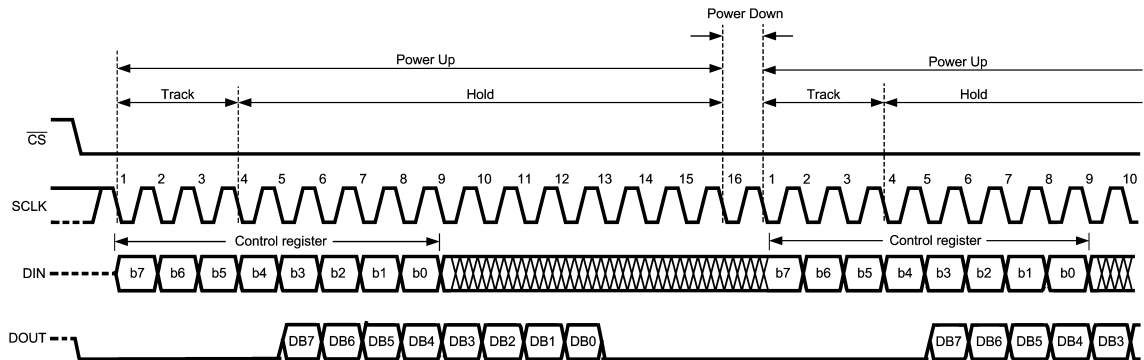 Power Down
Power Up Power Up
Track Hold Track Hold
CS
1 2 3 4 5 6 7 8 9 10 11 12 13 14 15 16 1 2 3 4 5 6 7 8 9 10
SCLK
Control register Control register
DIN b7 b6 b5 b4 b3 b2 b1 b0 b7 b6 b5 b4 b3 b2 b1 b0
DOUT DB7 DB6 DB5 DB4 DB3 DB2 DB1 DB0 DB7 DB6 DB5 DB4 DB3